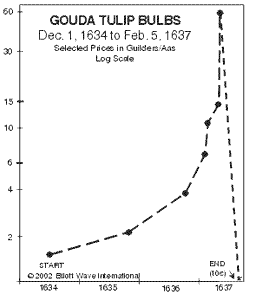 GOUDA TULIP BULBS
Dec. 1, 1634 to Feb. 5, 1637
Selected Prices in Guilders/Aas
Log Scale
60
30
15
10
6
4
2
START
END
(10¢)
© 2002 Elliott Wave International
1634 1635 1636 1637